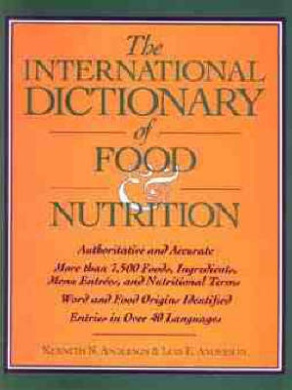 The
INTERNATIONAL
DICTIONARY
of
FOOD
&
NUTRITION
Authoritative and Accurate
More than 7,500 Foods, Ingredients,
Menu Entrées, and Nutritional Terms
Word and Food Origins Identified
Entries in Over 40 Languages
KENNETH N. ANDERSON & LOIS E. ANDERSON